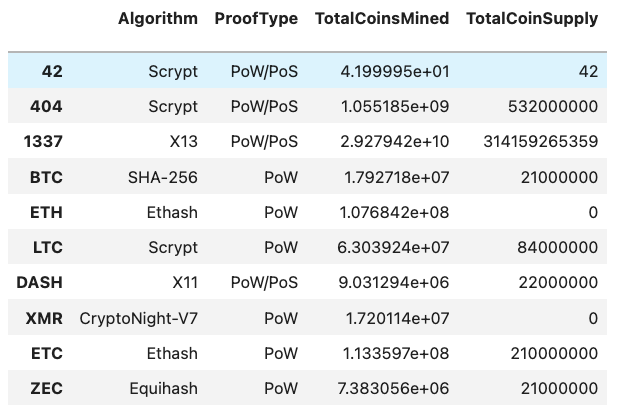 Algorithm ProofType TotalCoinsMined TotalCoinSupply
42 Scrypt PoW/PoS 4.199995e+01 42
404 Scrypt PoW/PoS 1.055185e+09 532000000
1337 X13 PoW/PoS 2.927942e+10 314159265359
BTC SHA-256 PoW 1.792718e+07 21000000
ETH Ethash PoW 1.076842e+08 0
LTC Scrypt PoW 6.303924e+07 84000000
DASH X11 PoW/PoS 9.031294e+06 22000000
XMR CryptoNight-V7 PoW 1.720114e+07 0
ETC Ethash PoW 1.133597e+08 210000000
ZEC Equihash PoW 7.383056e+06 21000000